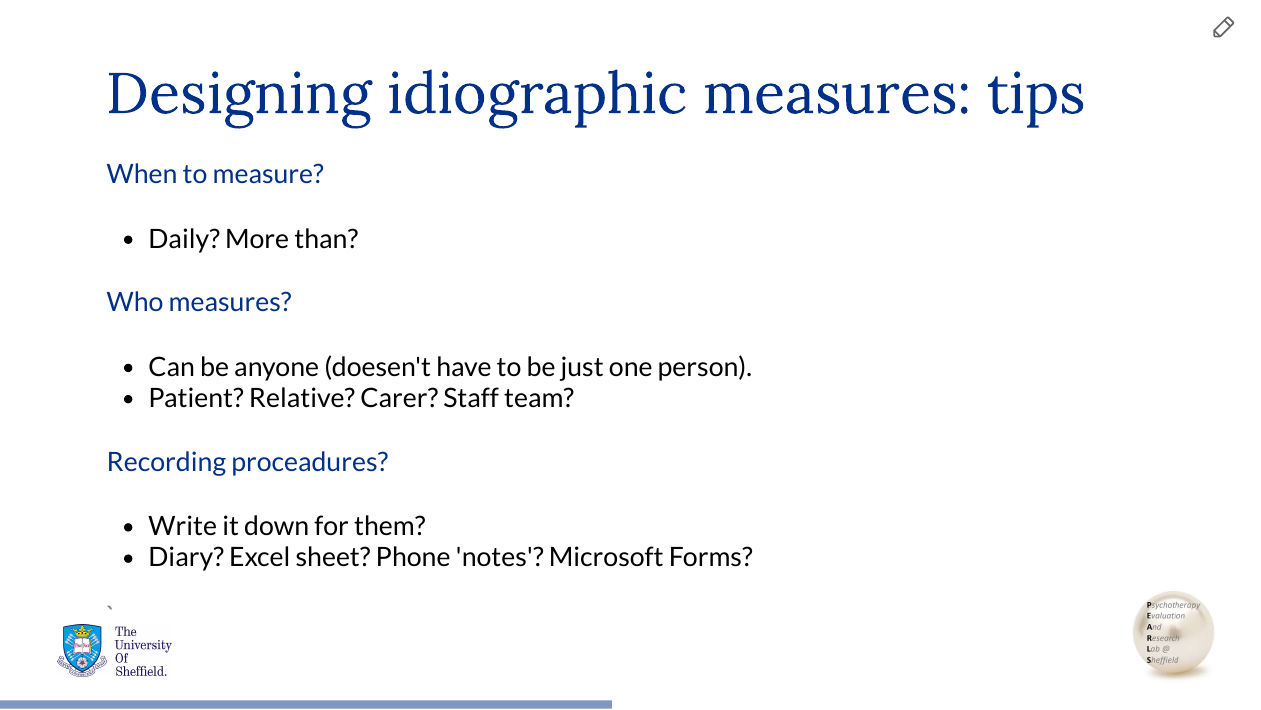 Designing idiographic measures: tips
When to measure?
• Daily? More than?
Who measures?
• Can be anyone (doesen't have to be just one person).
• Patient? Relative? Carer? Staff team?
Recording proceadures?
• Write it down for them?
• Diary? Excel sheet? Phone 'notes'? Microsoft Forms?
`
The
University
Of
Sheffield.
Psychotherapy
Evaluation
And
Research
Lab @
Sheffield